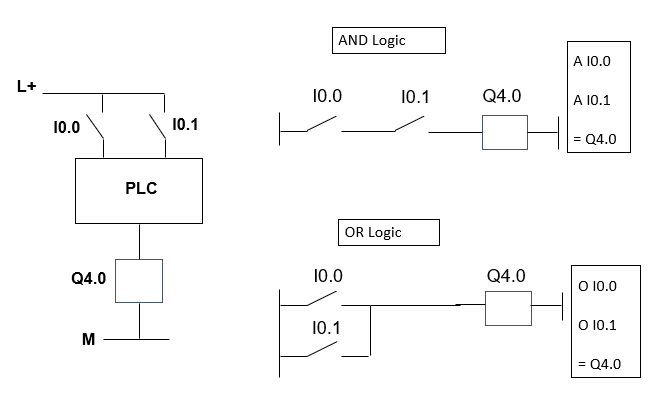 L+
I0.0
I0.1
PLC
Q4.0
M
AND Logic
I0.0
I0.1
Q4.0
A I0.0
A I0.1
= Q4.0
OR Logic
I0.0
I0.1
Q4.0
O I0.0
O I0.1
= Q4.0